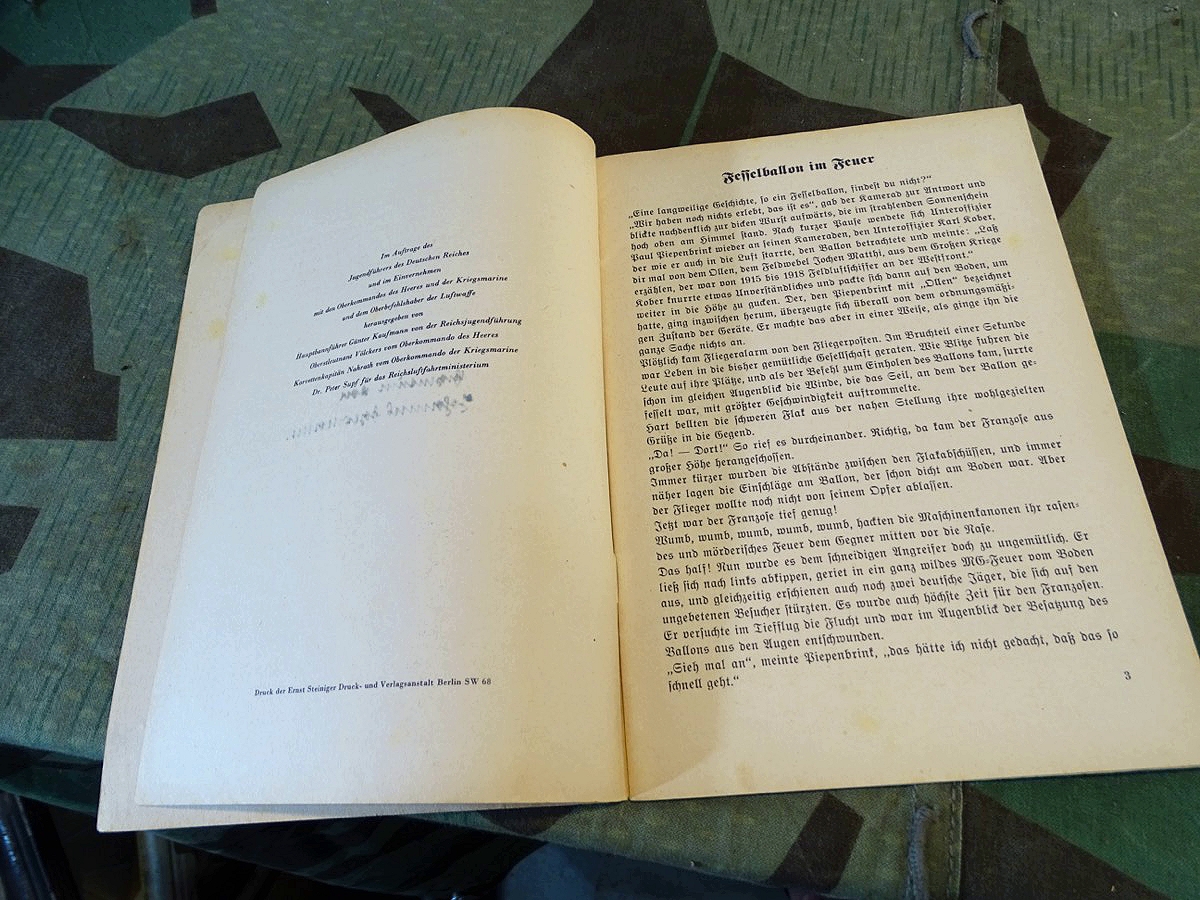 Im Auftrage des
Jugendführers des Deutschen Reiches
und im Einvernehmen
mit den Oberkommandos des Heeres und der Kriegsmarine
und dem Oberbefehlshaber der Luftwaffe
herausgegeben von
Hauptbannführer Günter Kaufmann von der Reichsjugendführung
Oberstleutnant Völckers vom Oberkommando des Heeres
Korvettenkapitän Nahrath vom Oberkommando der Kriegsmarine
Dr. Peter Supf für das Reichsluftfahrtministerium
Druck der Ernst Steiniger Druck- und Verlagsanstalt Berlin SW 68
Fesselballon im Feuer
„Eine langweilige Geschichte, so ein Fesselballon, findest du nicht?“
„Wir haben noch nichts erlebt, das ist es“, gab der Kamerad zur Antwort und
blickte nachdenklich zur dicken Wurst aufwärts, die im strahlenden Sonnenschein
hoch oben am Himmel stand. Nach kurzer Pause wendete sich Unteroffizier
Paul Piepenbrink wieder an seinen Kameraden, den Unteroffizier Karl Kober,
der wie er auch in die Luft starrte, den Ballon betrachtete und meinte: „Laß
dir mal von dem Ollen, dem Feldwebel Jochen Matthi, aus dem Großen Kriege
erzählen, der war von 1915 bis 1918 Feldluftschiffer an der Westfront.“
Kober knurrte etwas Unverständliches und packte sich dann auf den Boden, um
weiter in die Höhe zu gucken. Der, den Piepenbrink mit „Ollen“ bezeichnet
hatte, ging inzwischen herum, überzeugte sich überall von dem ordnungsmäßi-
gen Zustand der Geräte. Er machte das aber in einer Weise, als ginge ihn die
ganze Sache nichts an.
Plötzlich kam Fliegeralarm von den Fliegerposten. Im Bruchteil einer Sekunde
war Leben in die bisher gemütliche Gesellschaft geraten. Wie Blitze fuhren die
Leute auf ihre Plätze, und als der Befehl zum Einholen des Ballons kam, surrte
schon im gleichen Augenblick die Winde, die das Seil, an dem der Ballon ge-
fesselt war, mit größter Geschwindigkeit auftrommelte.
Hart bellten die schweren Flak aus der nahen Stellung ihre wohlgezielten
Grüße in die Gegend.
„Da! — Dort!“ So rief es durcheinander. Richtig, da kam der Franzose aus
großer Höhe herangeschossen.
Immer kürzer wurden die Abstände zwischen den Flakabschüssen, und immer
näher lagen die Einschläge am Ballon, der schon dicht am Boden war. Aber
der Flieger wollte noch nicht von seinem Opfer ablassen.
Jetzt war der Franzose tief genug!
Wumb, wumb, wumb, wumb, wumb, hackten die Maschinenkanonen ihr rasen-
des und mörderisches Feuer dem Gegner mitten vor die Nase.
Das half! Nun wurde es dem schneidigen Angreifer doch zu ungemütlich. Er
ließ sich nach links abkippen, geriet in ein ganz wildes MG-Feuer vom Boden
aus, und gleichzeitig erschienen auch noch zwei deutsche Jäger, die sich auf den
ungebetenen Besucher stürzten. Es wurde auch höchste Zeit für den Franzosen.
Er versuchte im Tiefflug die Flucht und war im Augenblick der Besatzung des
Ballons aus den Augen entschwunden.
„Sieh mal an“, meinte Piepenbrink, „das hätte ich nicht gedacht, daß das so
schnell geht.“
3